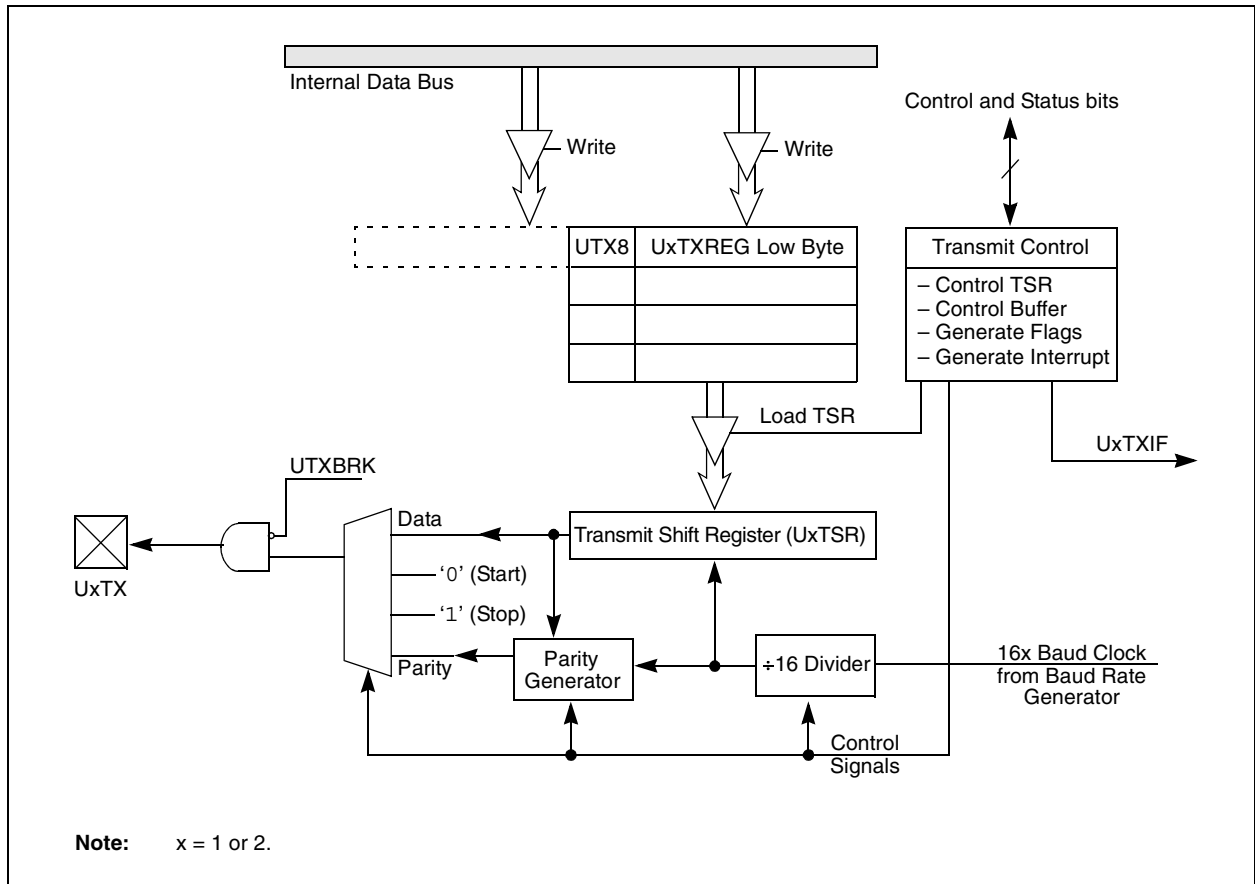 Internal Data Bus
Control and Status bits
Write
Write
UTX8
UxTXREG Low Byte
Transmit Control
– Control TSR
– Control Buffer
– Generate Flags
– Generate Interrupt
Load TSR
UxTXIF
UTXBRK
Data
Transmit Shift Register (UxTSR)
UxTX
‘0’ (Start)
‘1’ (Stop)
Parity
Parity
Generator
÷16 Divider
16x Baud Clock
from Baud Rate
Generator
Control
Signals
Note: x = 1 or 2.